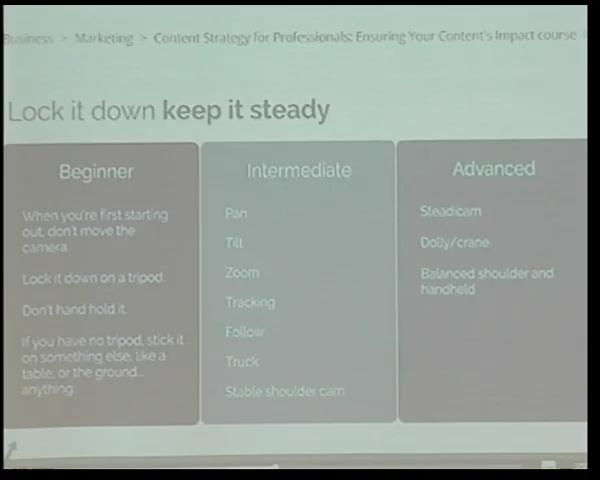 Business > Marketing > Content Strategy for Professionals: Ensuring Your Content's Impact course
Lock it down keep it steady
Beginner
When you're first starting
out, don't move the
camera.
Lock it down on a tripod.
Don't hand hold it.
If you have no tripod, stick it
on something else, like a
table, or the ground...
anything.
Intermediate
Pan
Tilt
Zoom
Tracking
Follow
Truck
Stable shoulder cam
Advanced
Steadicam
Dolly/crane
Balanced shoulder and
handheld